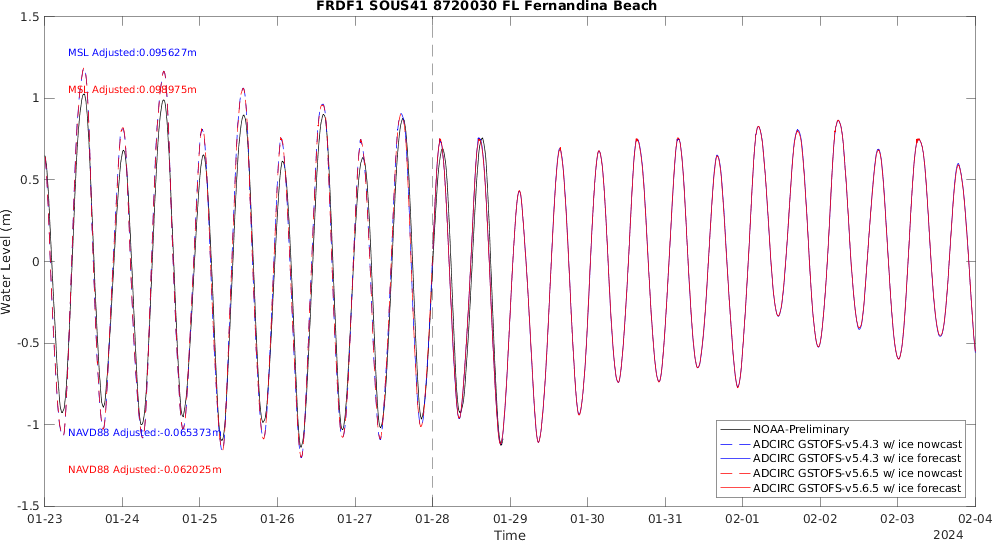 FRDF1 SOUS41 8720030 FL Fernandina Beach
1.5
1
0.5
0
-0.5
-1
-1.5
Water Level (m)
MSL Adjusted:0.095627m
MSL Adjusted:0.098975m
NAVD88 Adjusted:-0.065373m
NAVD88 Adjusted:-0.062025m
NOAA-Preliminary
ADCIRC GSTOFS-v5.4.3 w/ ice nowcast
ADCIRC GSTOFS-v5.4.3 w/ ice forecast
ADCIRC GSTOFS-v5.6.5 w/ ice nowcast
ADCIRC GSTOFS-v5.6.5 w/ ice forecast
01-23 01-24 01-25 01-26 01-27 01-28 01-29 01-30 01-31 02-01 02-02 02-03 02-04
Time
2024